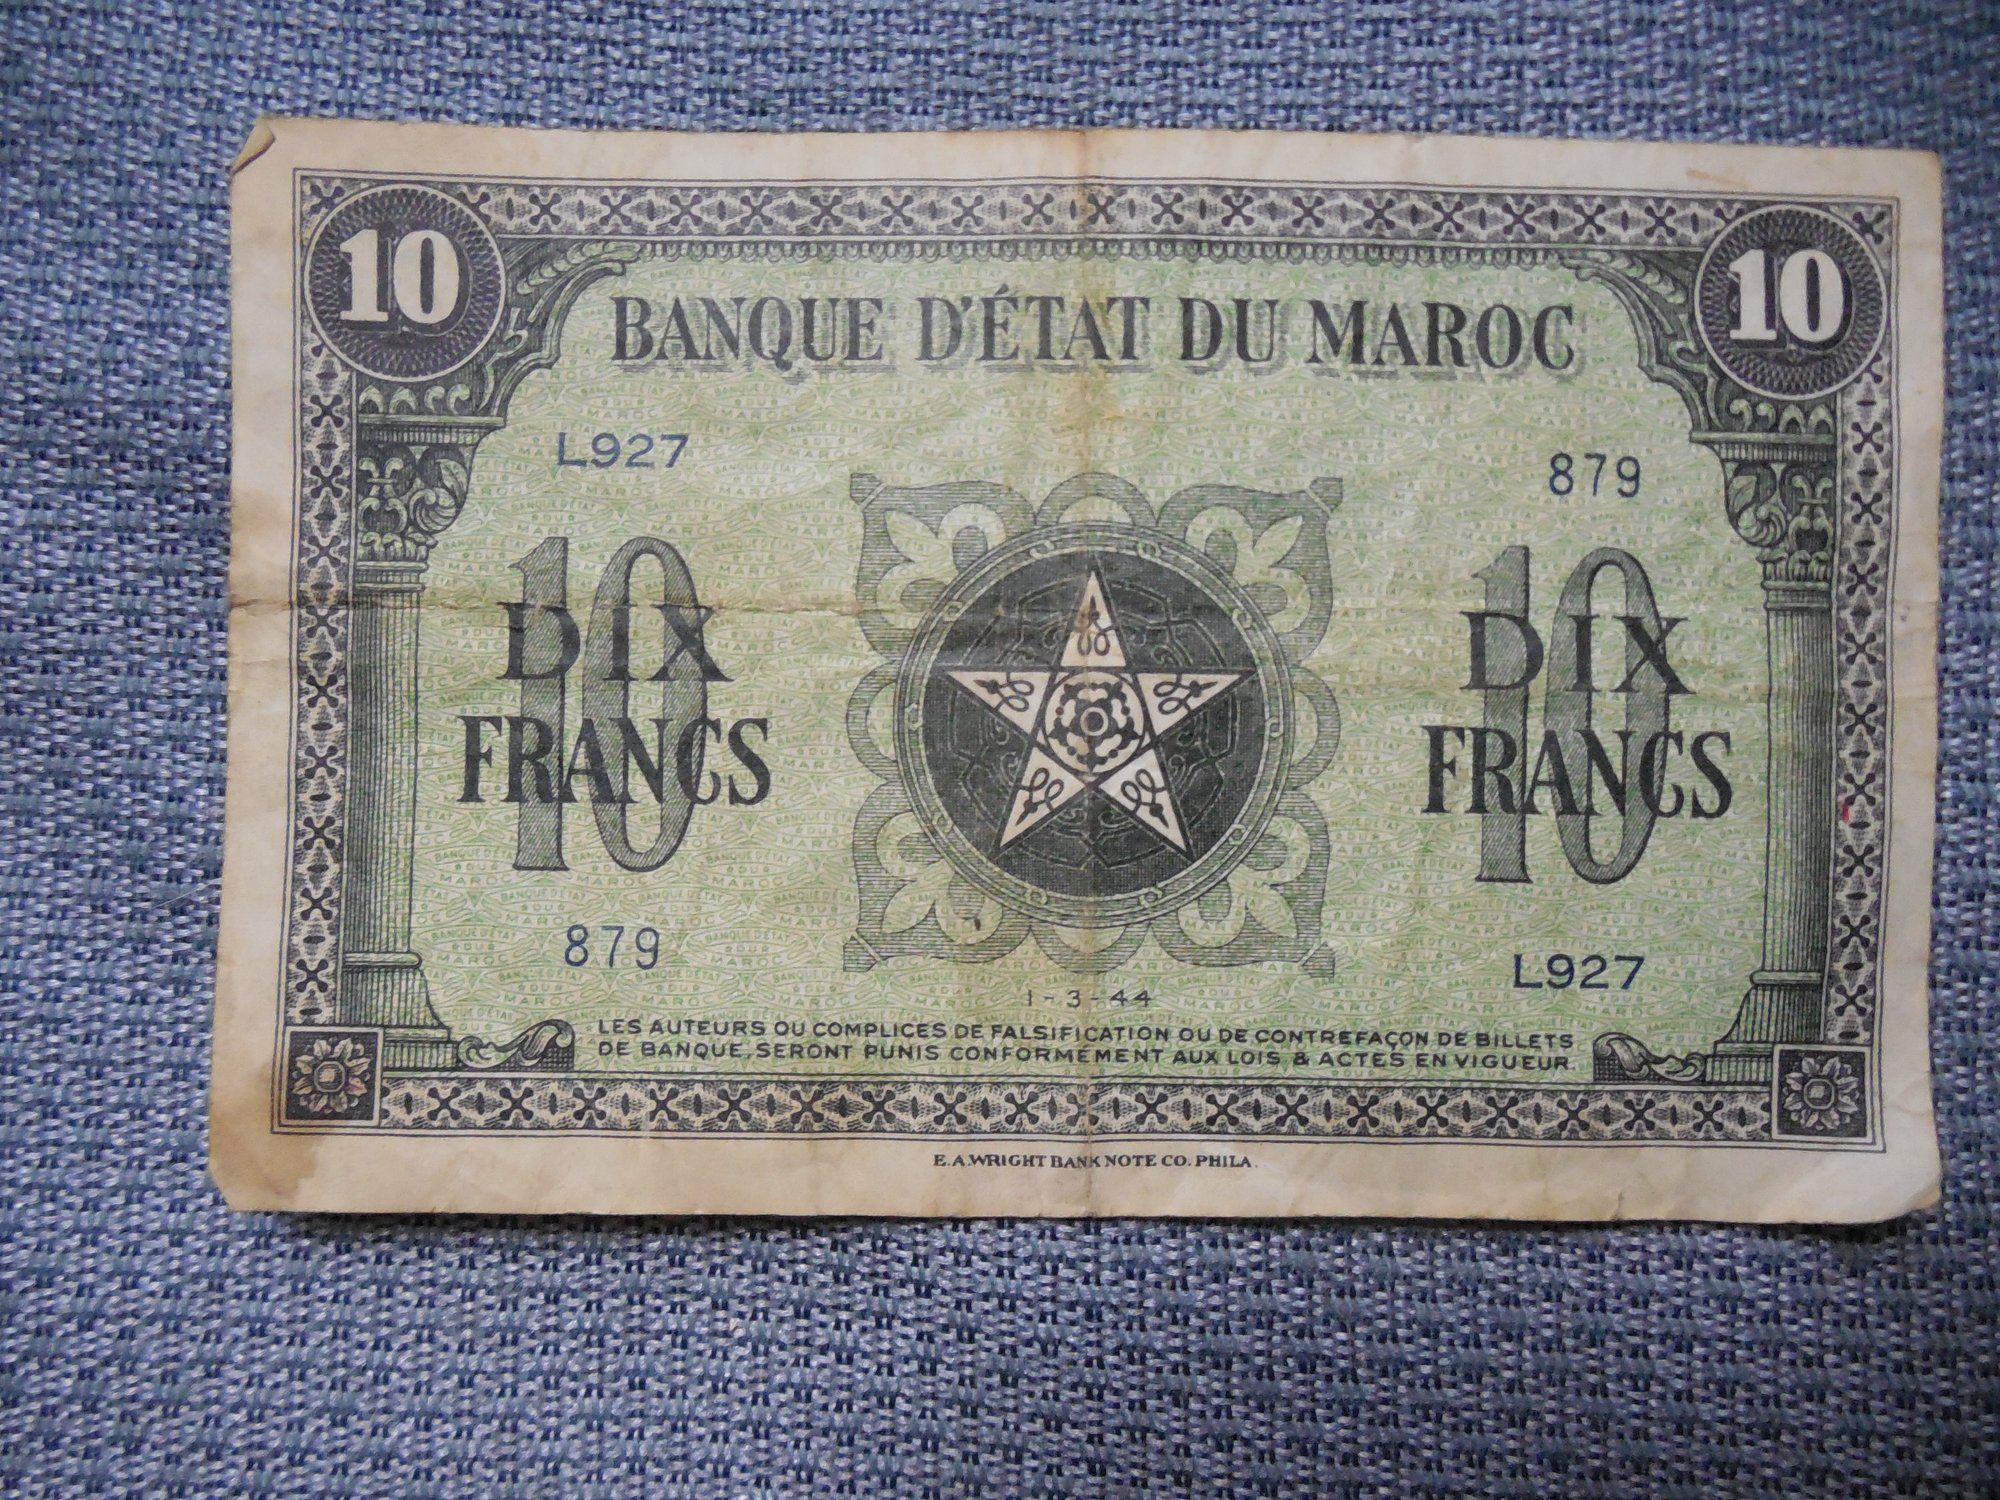 10 10
BANQUE D'ÉTAT DU MAROC
L927 879
10 10
DIX DIX
FRANCS FRANCS
879 L927
1-3-44
LES AUTEURS OU COMPLICES DE FALSIFICATION OU DE CONTREFAÇON DE BILLETS
DE BANQUE, SERONT PUNIS CONFORMÉMENT AUX LOIS & ACTES EN VIGUEUR.
E.A.WRIGHT BANK NOTE CO. PHILA.